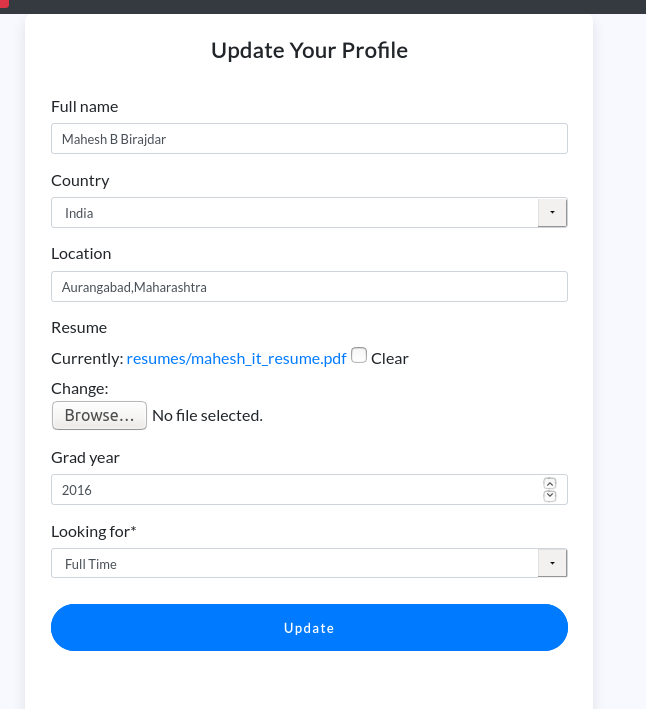 Update Your Profile
Full name
Mahesh B Birajdar
Country
India
Location
Aurangabad,Maharashtra
Resume
Currently: resumes/mahesh_it_resume.pdf Clear
Change:
Browse... No file selected.
Grad year
2016
Looking for*
Full Time
Update